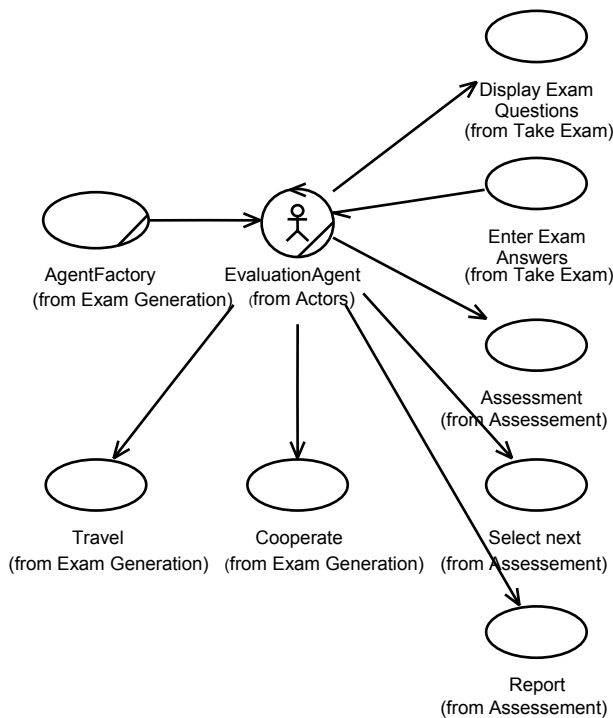 Display Exam
Questions
(from Take Exam)
Enter Exam
Answers
(from Take Exam)
AgentFactory
(from Exam Generation)
EvaluationAgent
(from Actors)
Assessment
(from Assessement)
Travel
(from Exam Generation)
Cooperate
(from Exam Generation)
Select next
(from Assessement)
Report
(from Assessement)